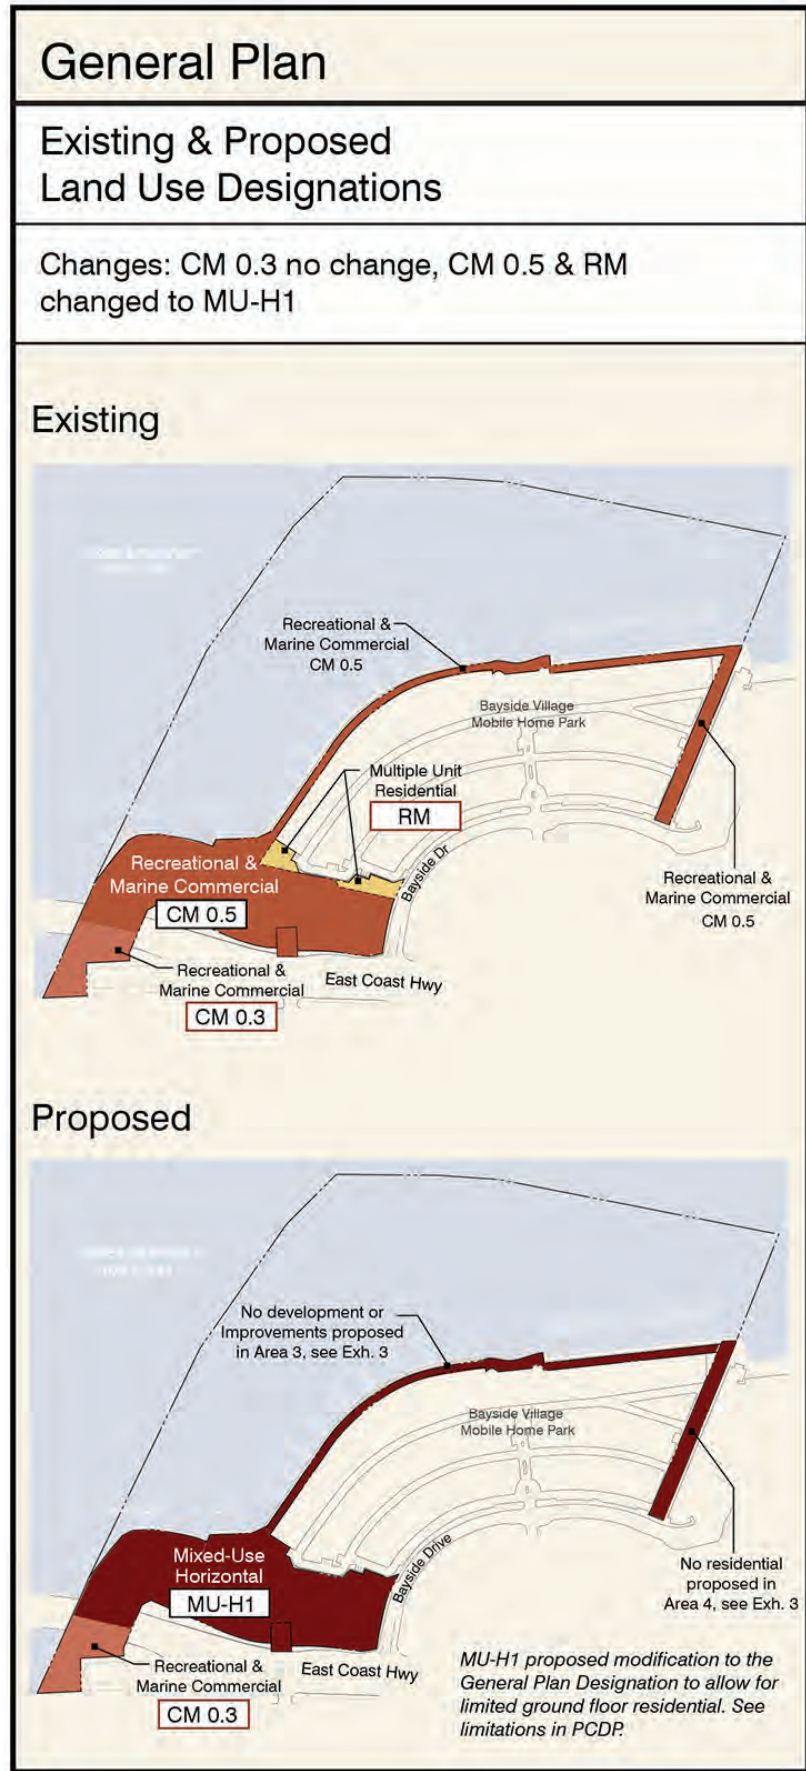 General Plan
Existing & Proposed
Land Use Designations
Changes: CM 0.3 no change, CM 0.5 & RM
changed to MU-H1
Existing
Recreational &
Marine Commercial
CM 0.5
Bayside Village
Mobile Home Park
Multiple Unit
Residential
RM
Bayside Dr
Recreational &
Marine Commercial
CM 0.5
Recreational &
Marine Commercial
CM 0.5
Recreational &
Marine Commercial
CM 0.3
East Coast Hwy
Proposed
No development or
Improvements proposed
in Area 3, see Exh. 3
Bayside Village
Mobile Home Park
Mixed-Use
Horizontal
MU-H1
Bayside Drive
No residential
proposed in
Area 4, see Exh. 3
Recreational &
Marine Commercial
CM 0.3
East Coast Hwy
MU-H1 proposed modification to the
General Plan Designation to allow for
limited ground floor residential. See
limitations in PCDP.